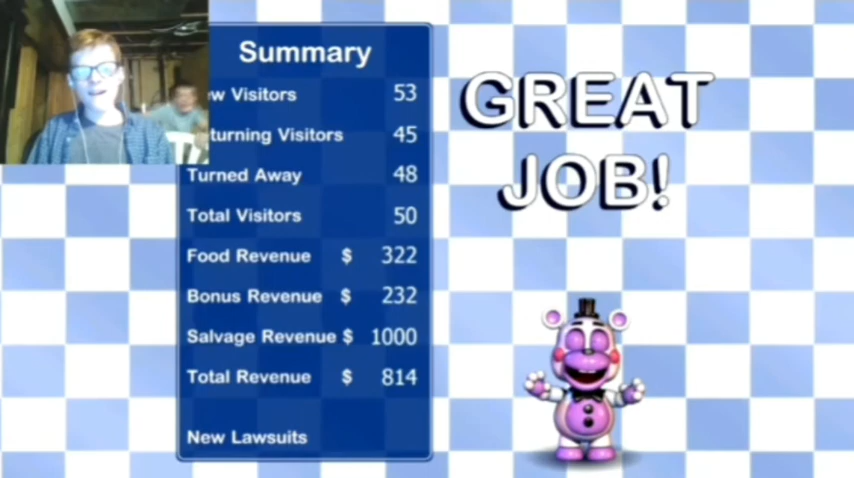 Summary
ew Visitors 53
turning Visitors 45
Turned Away 48
Total Visitors 50
Food Revenue $ 322
Bonus Revenue $ 232
Salvage Revenue $ 1000
Total Revenue $ 814
New Lawsuits
GREAT
JOB!